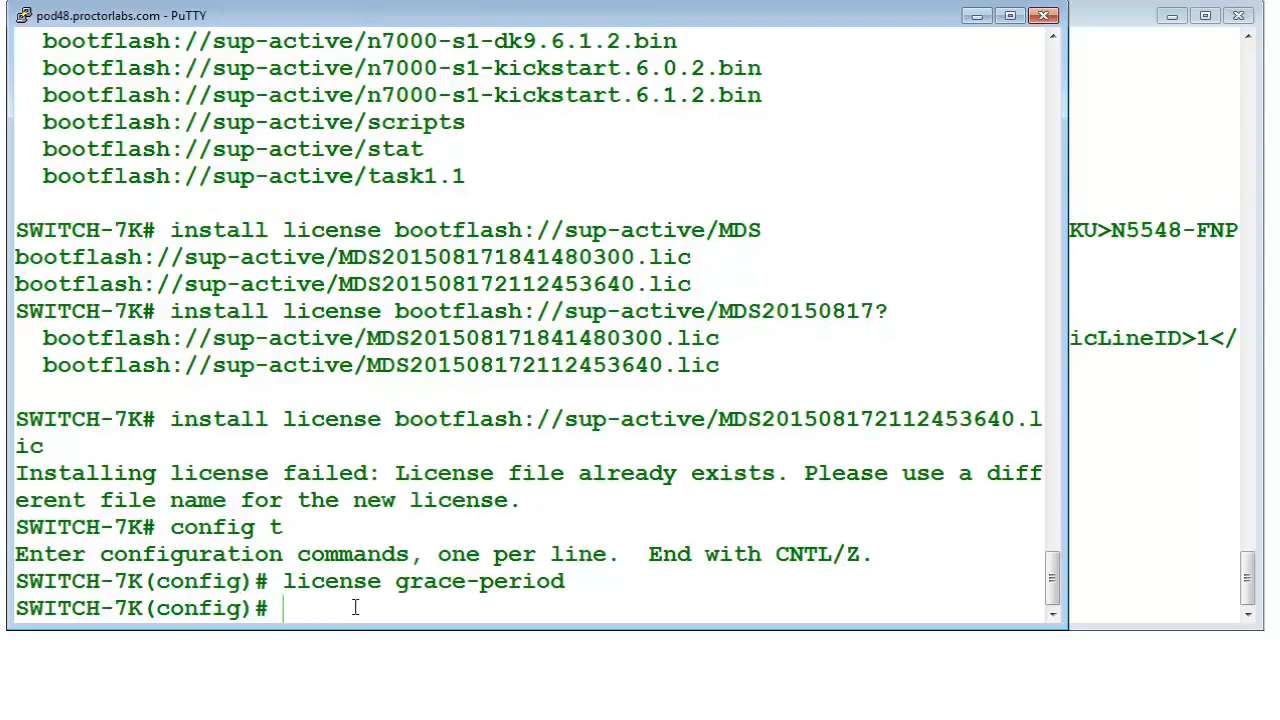 pod48.proctorlabs.com - PuTTY
bootflash://sup-active/n7000-s1-dk9.6.1.2.bin
bootflash://sup-active/n7000-s1-kickstart.6.0.2.bin
bootflash://sup-active/n7000-s1-kickstart.6.1.2.bin
bootflash://sup-active/scripts
bootflash://sup-active/stat
bootflash://sup-active/task1.1
SWITCH-7K# install license bootflash://sup-active/MDS
KU>N5548-FNP
bootflash://sup-active/MDS201508171841480300.lic
bootflash://sup-active/MDS201508172112453640.lic
SWITCH-7K# install license bootflash://sup-active/MDS20150817?
bootflash://sup-active/MDS201508171841480300.lic
icLineID>1</
bootflash://sup-active/MDS201508172112453640.lic
SWITCH-7K# install license bootflash://sup-active/MDS201508172112453640.l
ic
Installing license failed: License file already exists. Please use a diff
erent file name for the new license.
SWITCH-7K# config t
Enter configuration commands, one per line.  End with CNTL/Z.
SWITCH-7K(config)# license grace-period
SWITCH-7K(config)#